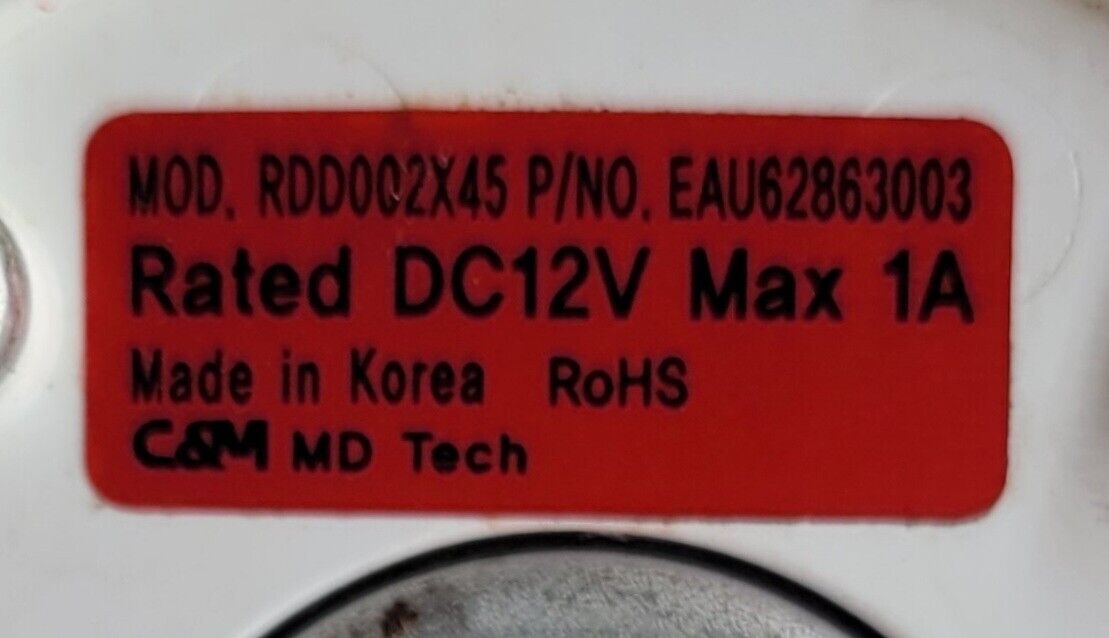 MOD. RDD002X45 P/NO. EAU62863003
Rated DC12V Max 1A
Made in Korea RoHS
C&M MD Tech